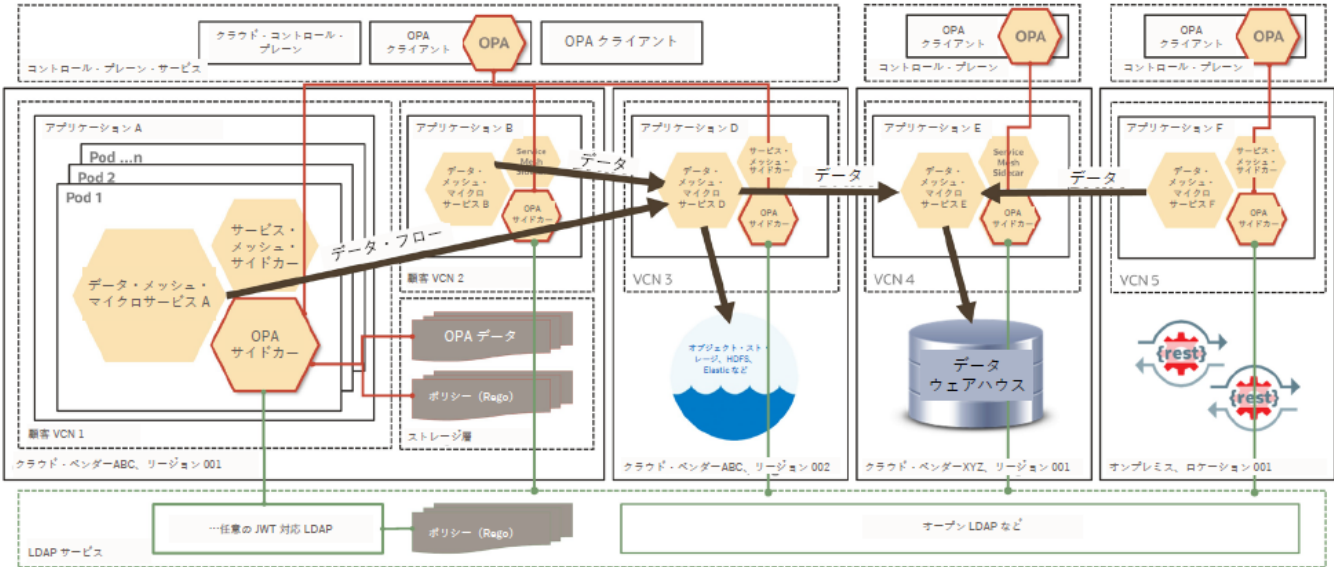 クラウド・コントロール・
プレーン
OPA
クライアント
OPA
OPA クライアント
コントロール・プレーン・サービス
OPA
クライアント
OPA
コントロール・プレーン
OPA
クライアント
OPA
コントロール・プレーン
アプリケーション A
Pod ...n
Pod 2
Pod 1
サービス・
メッシュ・
サイドカー
データ・メッシュ・
マイクロサービス A
OPA
サイドカー
顧客 VCN 1
データ・フロー
アプリケーション B
Service
Mesh
データ・
メッシュ・
マイクロ
サービス B
OPA
サイドカー
顧客 VCN 2
データ
OPA データ
ポリシー（Rego）
ストレージ層
クラウド・ベンダーABC、リージョン 001
アプリケーション D
サービス・
メッシュ・
サイドカー
データ・
メッシュ・
マイクロ
サービス D
OPA
サイドカー
VCN 3
データ
オブジェクト・スト
レージ、HDFS、
Elastic など
クラウド・ベンダーABC、リージョン 002
アプリケーション E
Service
Mesh
Sidecar
データ・
メッシュ・
マイクロ
サービス E
OPA
サイドカー
VCN 4
データ
データ
ウェアハウス
クラウド・ベンダーXYZ、リージョン 001
アプリケーション F
サービス・
メッシュ・
サイドカー
データ・
メッシュ・
マイクロ
サービス F
OPA
サイドカー
VCN 5
{rest}
{rest}
オンプレミス、ロケーション 001
…任意の JWT 対応 LDAP
ポリシー（Rego）
オープン LDAP など
LDAP サービス